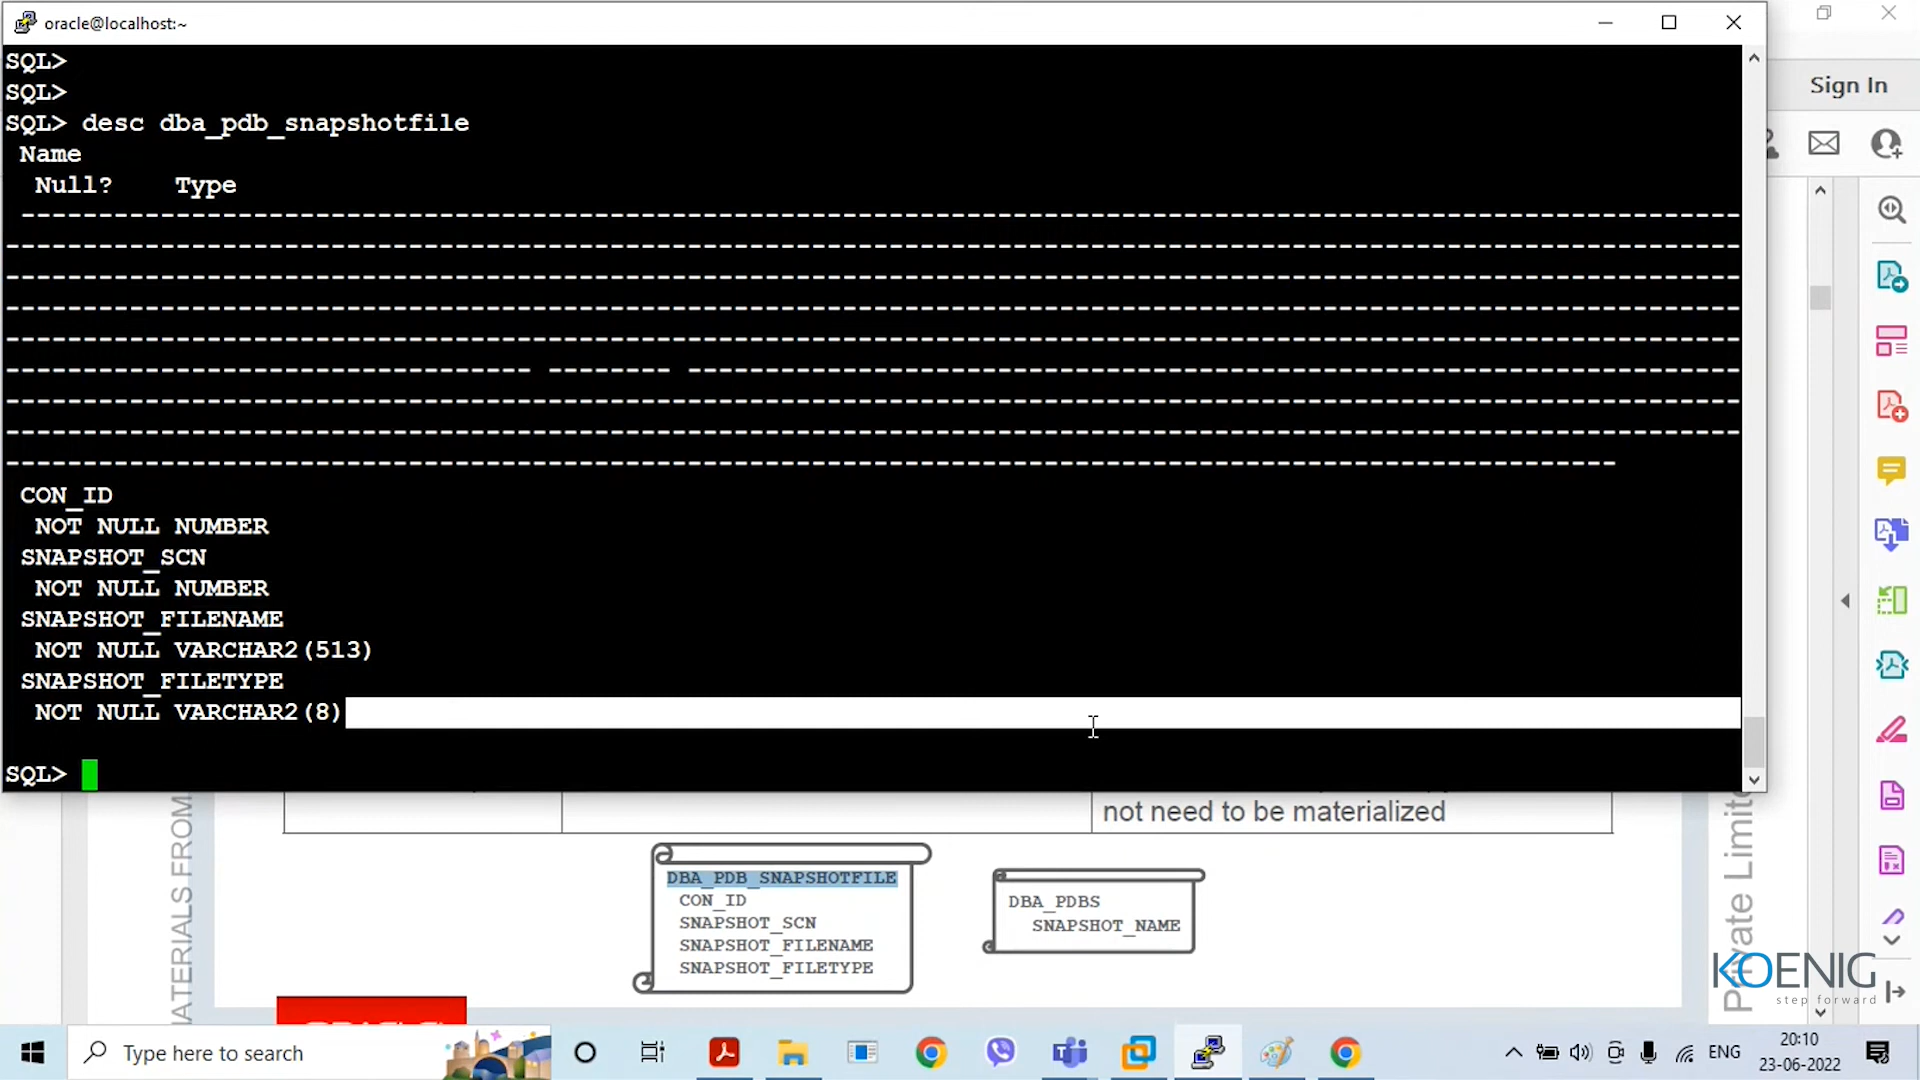 oracle@localhost:~
SQL>
SQL>
SQL> desc dba_pdb_snapshotfile
Name
Null? Type
--------------------------------------------------------------------------------
CON_ID
NOT NULL NUMBER
SNAPSHOT_SCN
NOT NULL NUMBER
SNAPSHOT_FILENAME
NOT NULL VARCHAR2(513)
SNAPSHOT_FILETYPE
NOT NULL VARCHAR2(8)
SQL>
Sign In
not need to be materialized
DBA_PDB_SNAPSHOTFILE
CON_ID
SNAPSHOT_SCN
SNAPSHOT_FILENAME
SNAPSHOT_FILETYPE
DBA_PDBS
SNAPSHOT_NAME
MATERIALS FROM
Private Limite
KOENIG
step forward
Type here to search
ENG
20:10
23-06-2022